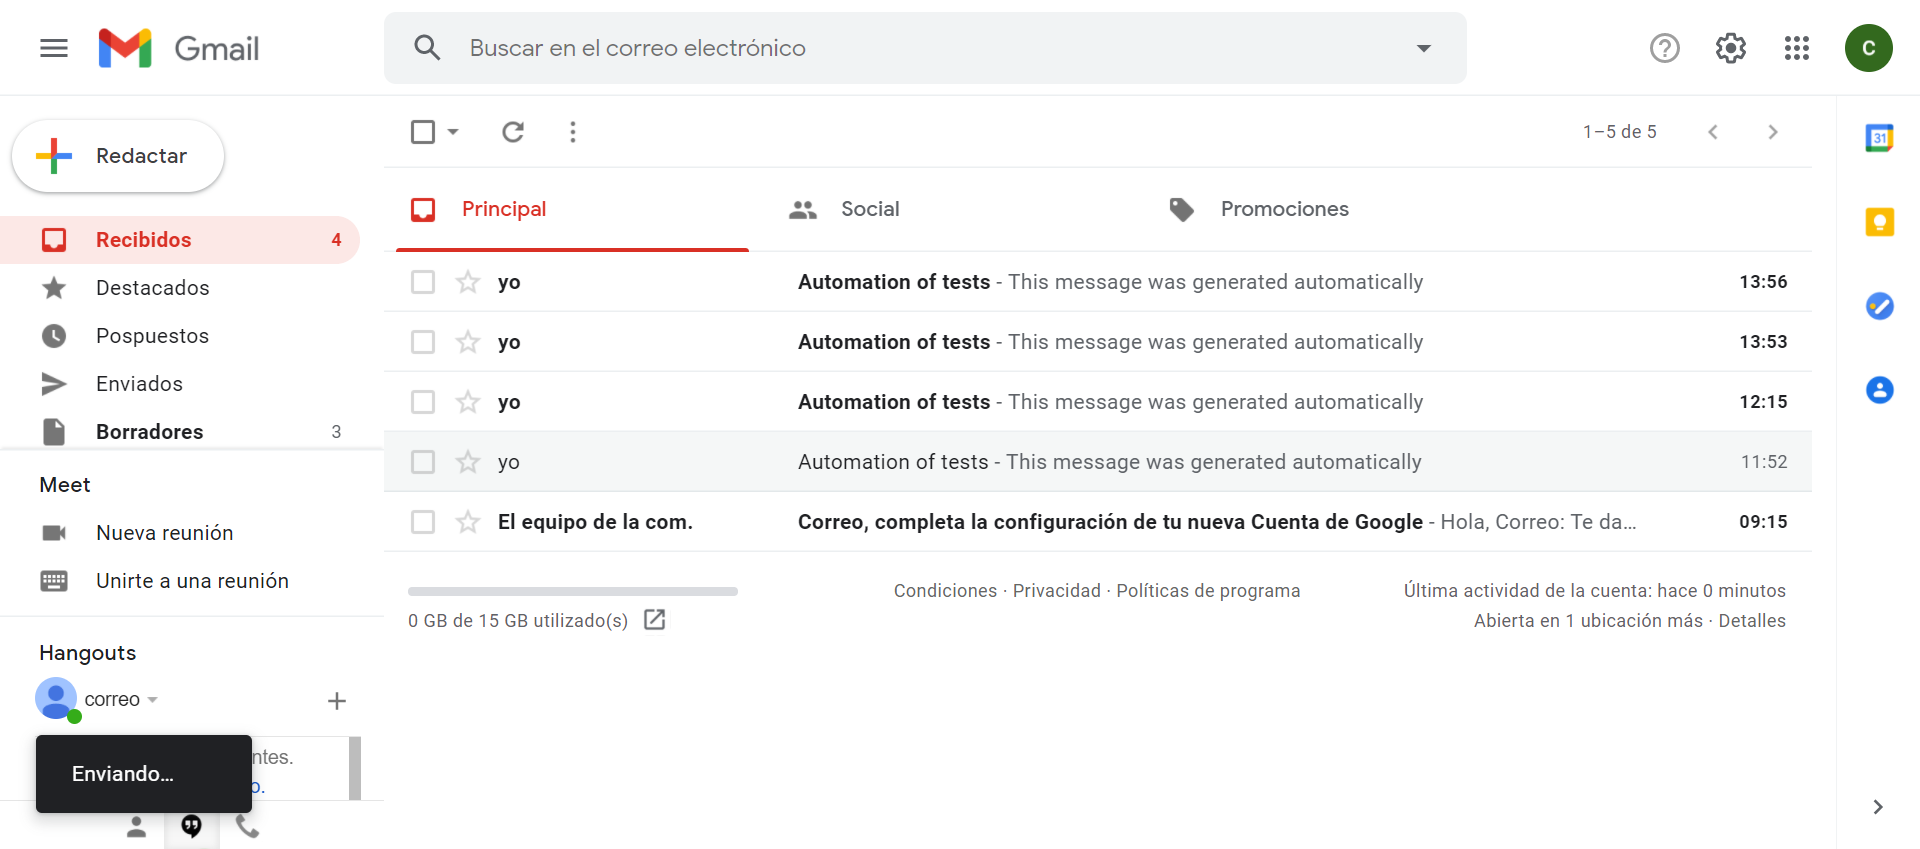 Gmail
Buscar en el correo electrónico
C
Redactar
1–5 de 5
31
Principal
Social
Promociones
Recibidos 4
Destacados
Pospuestos
Enviados
Borradores 3
yo Automation of tests - This message was generated automatically 13:56
yo Automation of tests - This message was generated automatically 13:53
yo Automation of tests - This message was generated automatically 12:15
yo Automation of tests - This message was generated automatically 11:52
El equipo de la com. Correo, completa la configuración de tu nueva Cuenta de Google - Hola, Correo: Te da…
09:15
Meet
Nueva reunión
Unirte a una reunión
Hangouts
correo
ntes.
o.
Enviando…
0 GB de 15 GB utilizado(s)
Condiciones · Privacidad · Políticas de programa
Última actividad de la cuenta: hace 0 minutos
Abierta en 1 ubicación más · Detalles